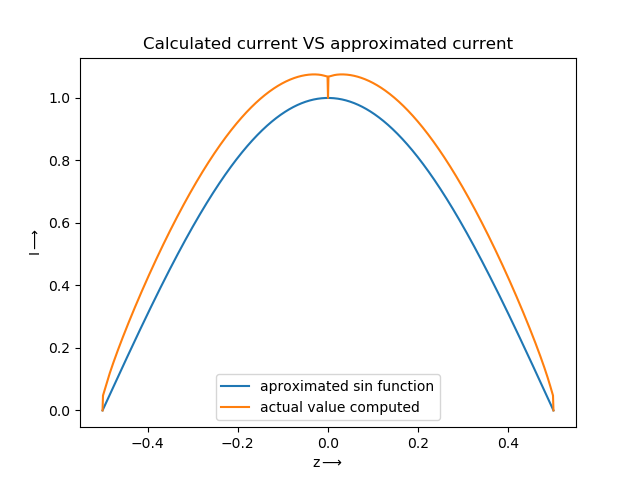 Calculated current VS approximated current
1.0
0.8
0.6
0.4
0.2
0.0
I⟶
−0.4
−0.2
0.0
0.2
0.4
z⟶
aproximated sin function
actual value computed